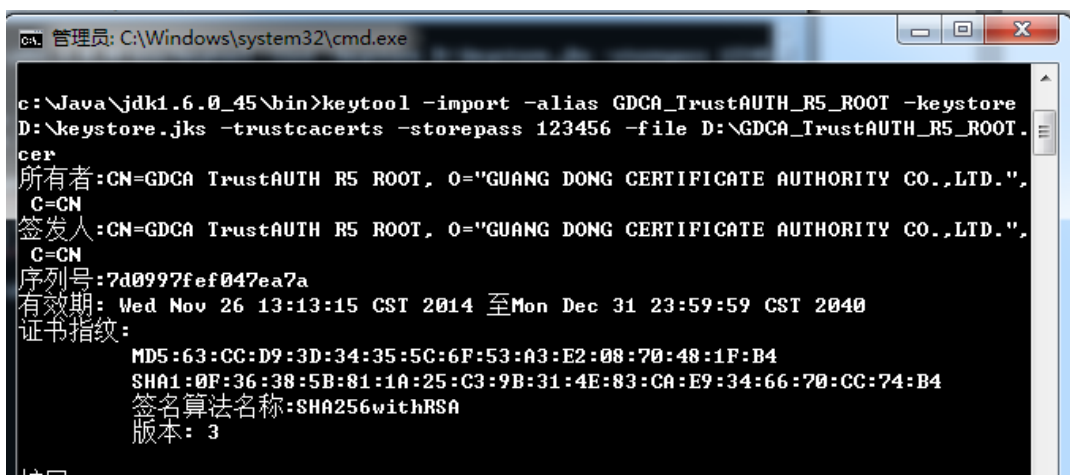 管理员: C:\Windows\system32\cmd.exe
c:\Java\jdk1.6.0_45\bin>keytool -import -alias GDCA_TrustAUTH_R5_ROOT -keystore
D:\keystore.jks -trustcacerts -storepass 123456 -file D:\GDCA_TrustAUTH_R5_ROOT.
cer
所有者:CN=GDCA TrustAUTH R5 ROOT, O="GUANG DONG CERTIFICATE AUTHORITY CO.,LTD.",
C=CN
签发人:CN=GDCA TrustAUTH R5 ROOT, O="GUANG DONG CERTIFICATE AUTHORITY CO.,LTD.",
C=CN
序列号:7d0997fef047ea7a
有效期: Wed Nov 26 13:13:15 CST 2014 至Mon Dec 31 23:59:59 CST 2040
证书指纹:
MD5:63:CC:D9:3D:34:35:5C:6F:53:A3:E2:08:70:48:1F:B4
SHA1:0F:36:38:5B:81:1A:25:C3:9B:31:4E:83:CA:E9:34:66:70:CC:74:B4
签名算法名称:SHA256withRSA
版本: 3